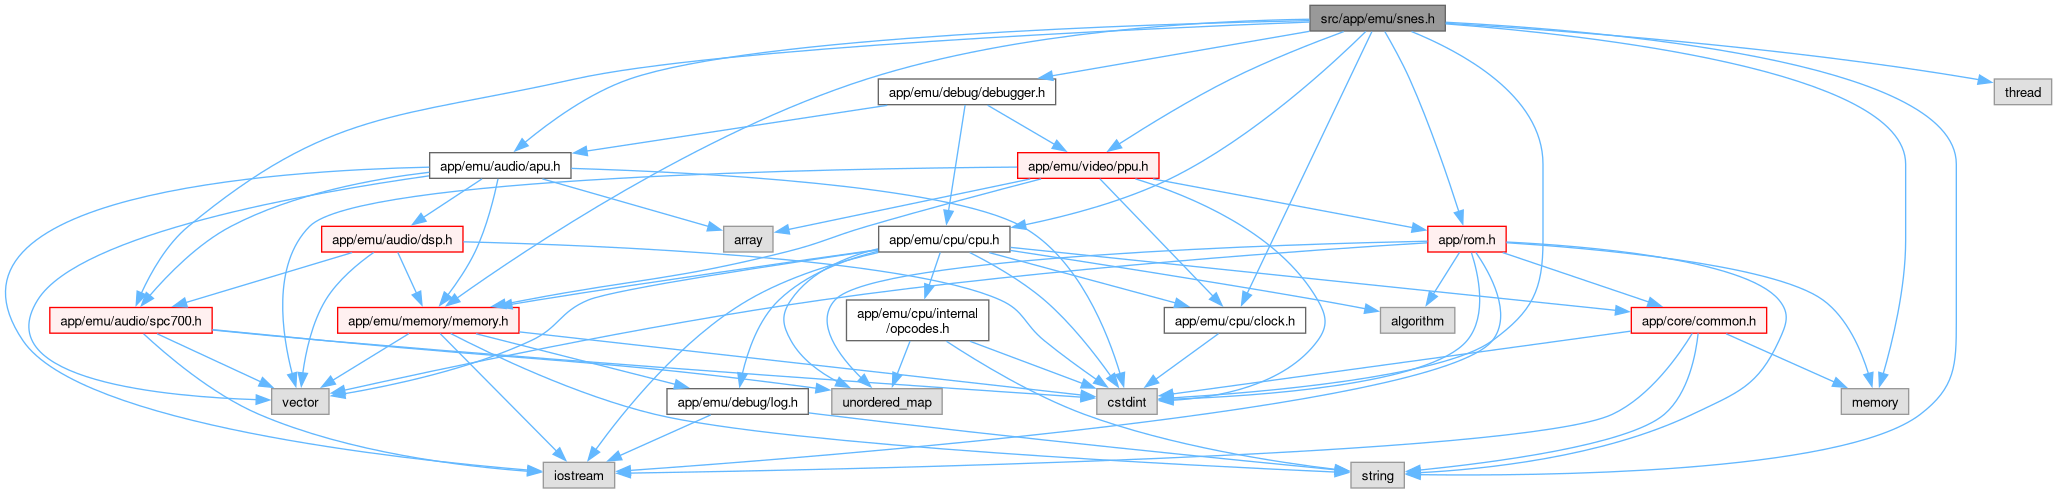 src/app/emu/snes.h
app/emu/debug/debugger.h
thread
app/emu/audio/apu.h
app/emu/video/ppu.h
app/emu/audio/dsp.h
array
app/emu/cpu/cpu.h
app/rom.h
app/emu/audio/spc700.h
app/emu/memory/memory.h
app/emu/cpu/internal
/opcodes.h
app/emu/cpu/clock.h
algorithm
app/core/common.h
vector
app/emu/debug/log.h
unordered_map
cstdint
memory
iostream
string